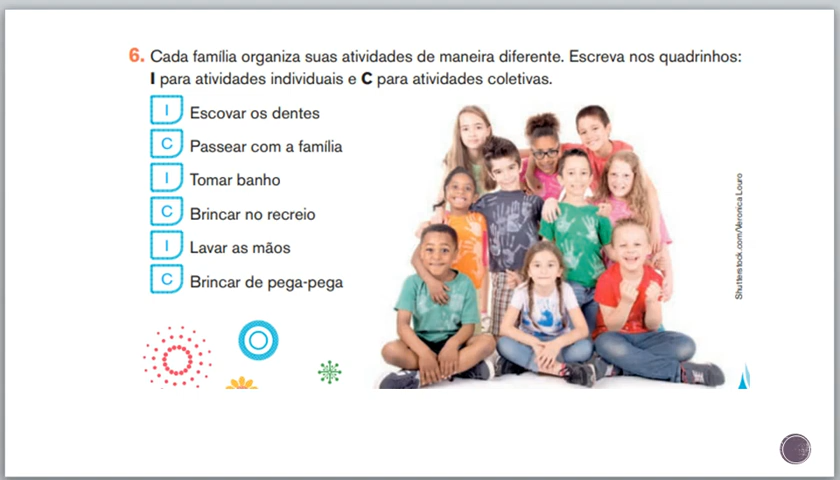 6. Cada família organiza suas atividades de maneira diferente. Escreva nos quadrinhos:
I para atividades individuais e C para atividades coletivas.
I Escovar os dentes
C Passear com a família
I Tomar banho
C Brincar no recreio
I Lavar as mãos
C Brincar de pega-pega
Shutterstock.com/Veronica Louro